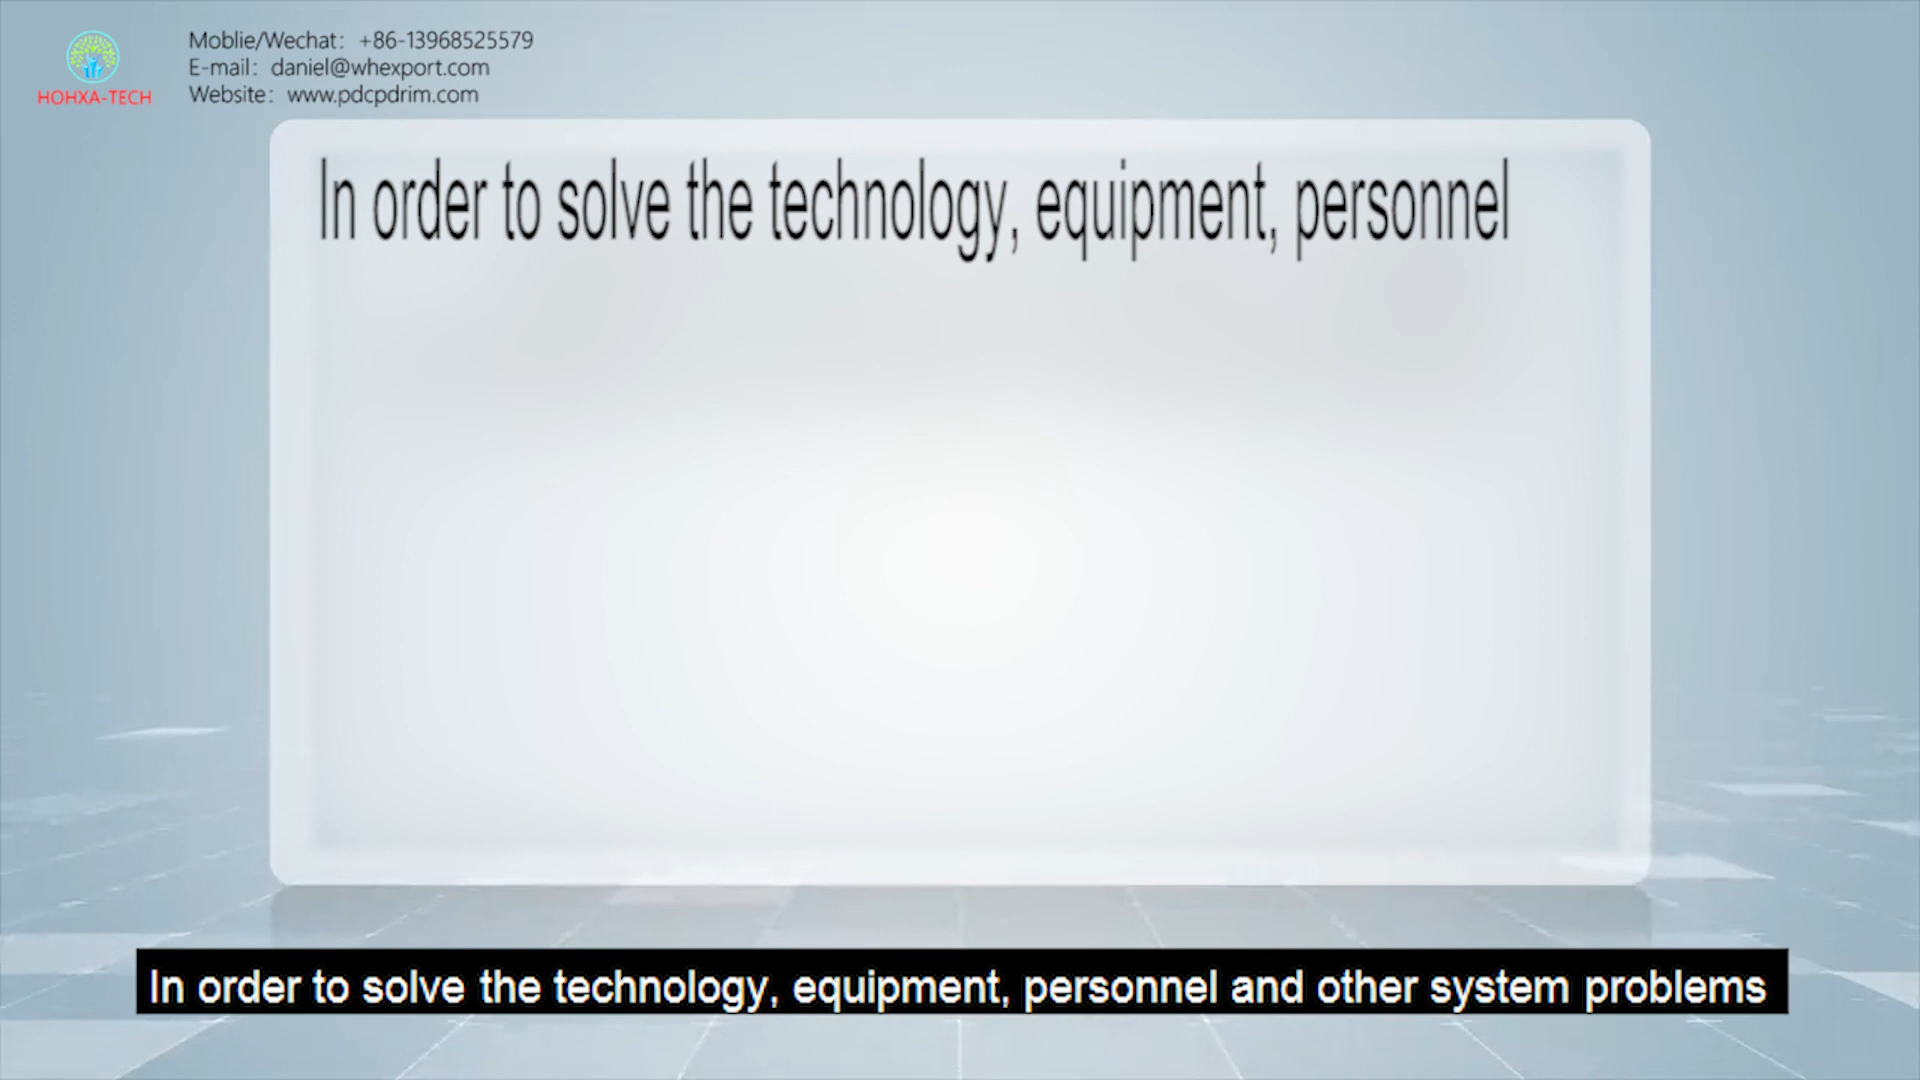 HOHXA-TECH
Moblie/Wechat: +86-13968525579
E-mail: daniel@whexport.com
Website: www.pdcpdrim.com
In order to solve the technology, equipment, personnel
In order to solve the technology, equipment, personnel and other system problems